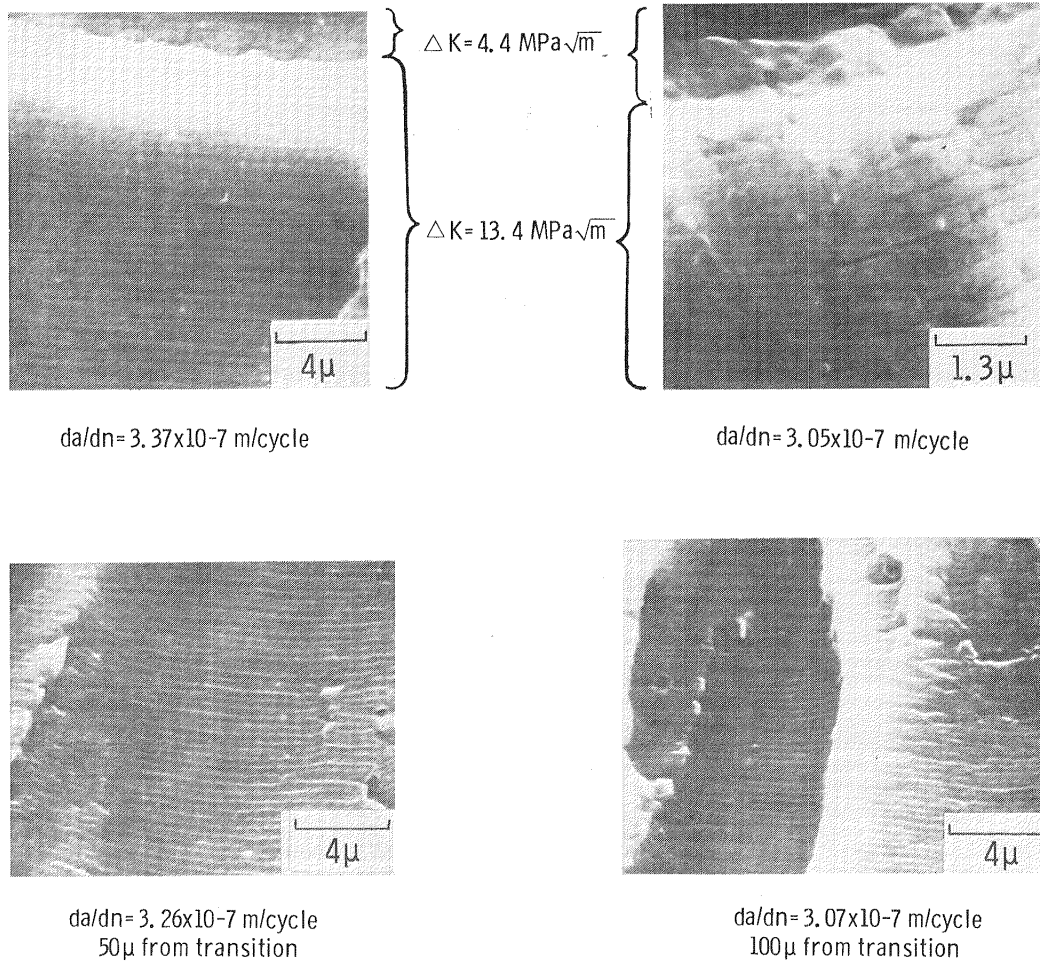 △ K = 4.4 MPa√m
△ K = 13.4 MPa√m
4μ
1.3μ
da/dn = 3.37x10-7 m/cycle
da/dn = 3.05x10-7 m/cycle
4μ
4μ
da/dn = 3.26x10-7 m/cycle
50μ from transition
da/dn = 3.07x10-7 m/cycle
100μ from transition